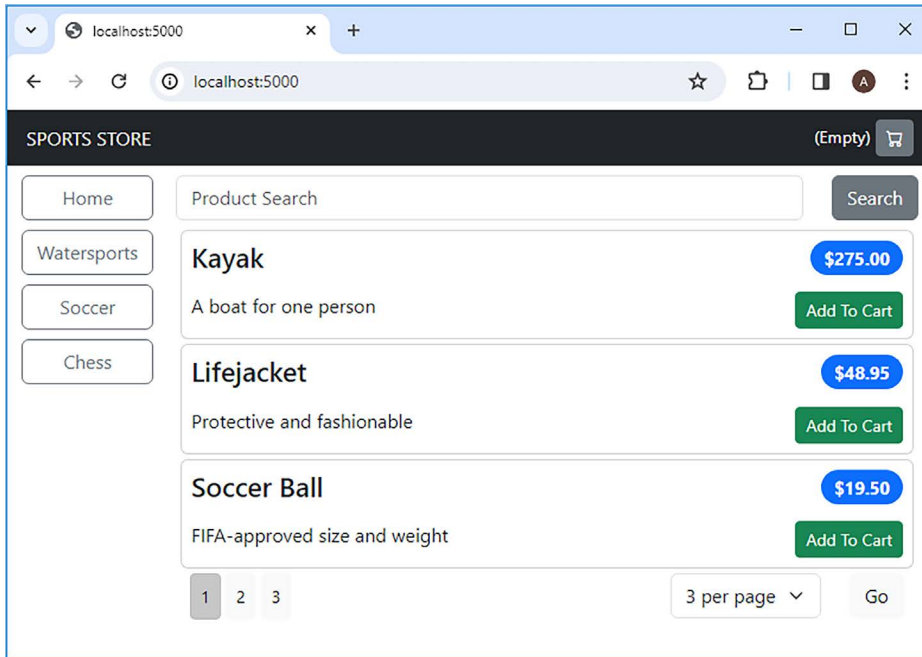 localhost:5000
localhost:5000
A
SPORTS STORE (Empty)
Home
Product Search
Search
Watersports
Soccer
Chess
Kayak $275.00
A boat for one person Add To Cart
Lifejacket $48.95
Protective and fashionable Add To Cart
Soccer Ball $19.50
FIFA-approved size and weight Add To Cart
1 2 3 3 per page Go